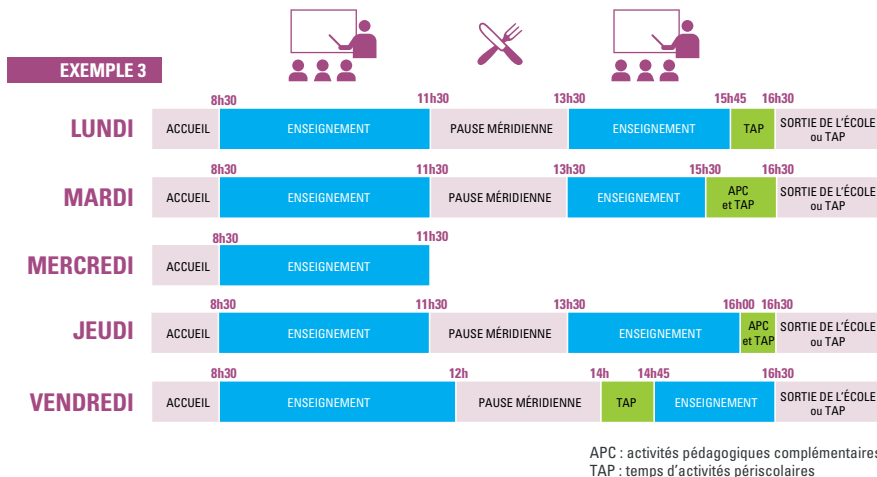 EXEMPLE 3
8h30 11h30 13h30 15h45 16h30
LUNDI ACCUEIL ENSEIGNEMENT PAUSE MÉRIDIENNE ENSEIGNEMENT TAP SORTIE DE L'ÉCOLE
ou TAP
8h30 11h30 13h30 15h30 16h30
MARDI ACCUEIL ENSEIGNEMENT PAUSE MÉRIDIENNE ENSEIGNEMENT APC SORTIE DE L'ÉCOLE
et TAP ou TAP
8h30 11h30
MERCREDI ACCUEIL ENSEIGNEMENT
8h30 11h30 13h30 16h00 16h30
JEUDI ACCUEIL ENSEIGNEMENT PAUSE MÉRIDIENNE ENSEIGNEMENT APC SORTIE DE L'ÉCOLE
et TAP ou TAP
8h30 12h 14h 14h45 16h30
VENDREDI ACCUEIL ENSEIGNEMENT PAUSE MÉRIDIENNE TAP ENSEIGNEMENT SORTIE DE L'ÉCOLE
ou TAP
APC : activités pédagogiques complémentaires
TAP : temps d'activités périscolaires